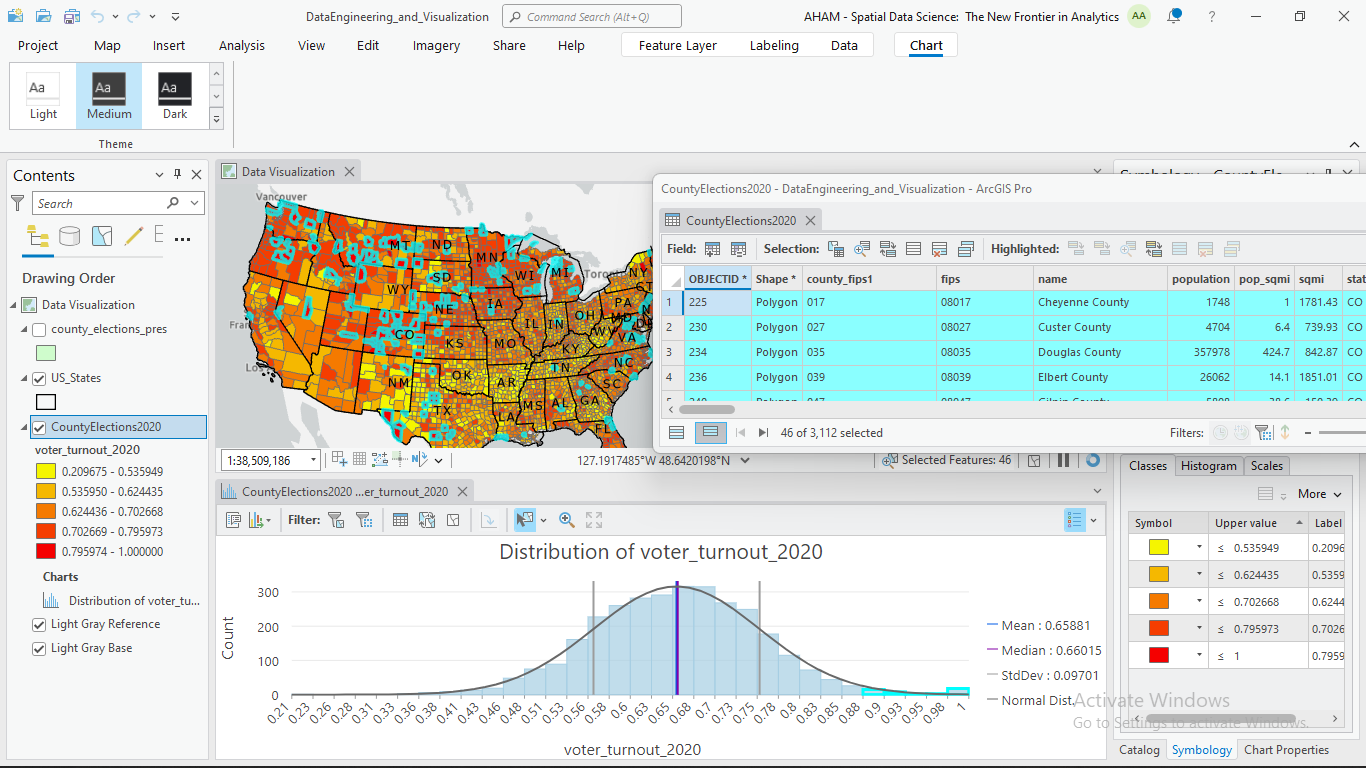 DataEngineering_and_Visualization
Command Search (Alt+Q)
AHAM - Spatial Data Science: The New Frontier in Analytics
AA
?
Project Map Insert Analysis View Edit Imagery Share Help Feature Layer Labeling Data Chart
Aa Aa Aa
Light Medium Dark
Theme
Contents
Search
Drawing Order
Data Visualization
county_elections_pres
US_States
CountyElections2020
voter_turnout_2020
0.209675 - 0.535949
0.535950 - 0.624435
0.624436 - 0.702668
0.702669 - 0.795973
0.795974 - 1.000000
Charts
Distribution of voter_tu...
Light Gray Reference
Light Gray Base
Data Visualization
Vancouver
MT ND MN
SD WI MI Toro NY
WY CT
NE IA PA
OH MD
CO IL IN WV DE
KS MO VA
KY
TN NC
NM OK AR SC
MS AL GA
TX LA
FL
1:38,509,186
127.1917485°W 48.6420198°N
Selected Features: 46
CountyElections2020 - DataEngineering_and_Visualization - ArcGIS Pro
CountyElections2020
Field: Selection: Highlighted:
OBJECTID * Shape * county_fips1 fips name population pop_sqmi sqmi stat
1 225 Polygon 017 08017 Cheyenne County 1748 1 1781.43 CO
2 230 Polygon 027 08027 Custer County 4704 6.4 739.93 CO
3 234 Polygon 035 08035 Douglas County 357978 424.7 842.87 CO
4 236 Polygon 039 08039 Elbert County 26062 14.1 1851.01 CO
46 of 3,112 selected
Filters:
CountyElections2020 ...er_turnout_2020
Filter:
Distribution of voter_turnout_2020
Count
300
200
100
0
0.21 0.23 0.26 0.28 0.31 0.33 0.36 0.38 0.41 0.43 0.46 0.48 0.51 0.53 0.56 0.58 0.6 0.63 0.65 0.68 0.7 0.73 0.75 0.78 0.8 0.83 0.85 0.88 0.9 0.93 0.95 0.98 1
voter_turnout_2020
Mean : 0.65881
Median : 0.66015
StdDev : 0.09701
Normal Dist.
Classes Histogram Scales
More
Symbol Upper value Label
≤ 0.535949 0.2096
≤ 0.624435 0.5359
≤ 0.702668 0.6244
≤ 0.795973 0.7026
≤ 1 0.7959
Activate Windows
Go to Settings to activate Windows.
Catalog Symbology Chart Properties